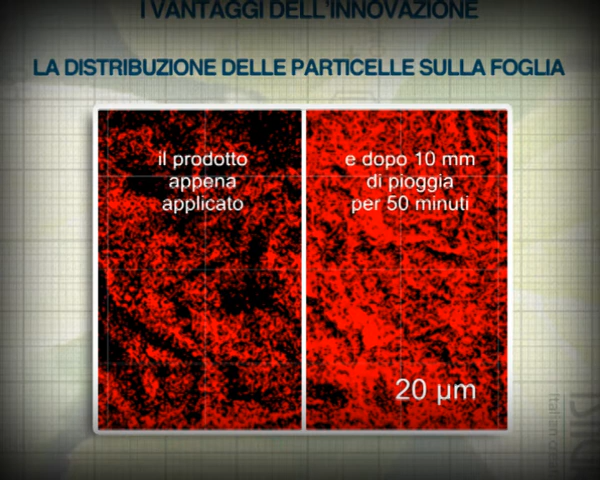 I VANTAGGI DELL'INNOVAZIONE
LA DISTRIBUZIONE DELLE PARTICELLE SULLA FOGLIA
il prodotto
appena
applicato
e dopo 10 mm
di pioggia
per 50 minuti
20 µm